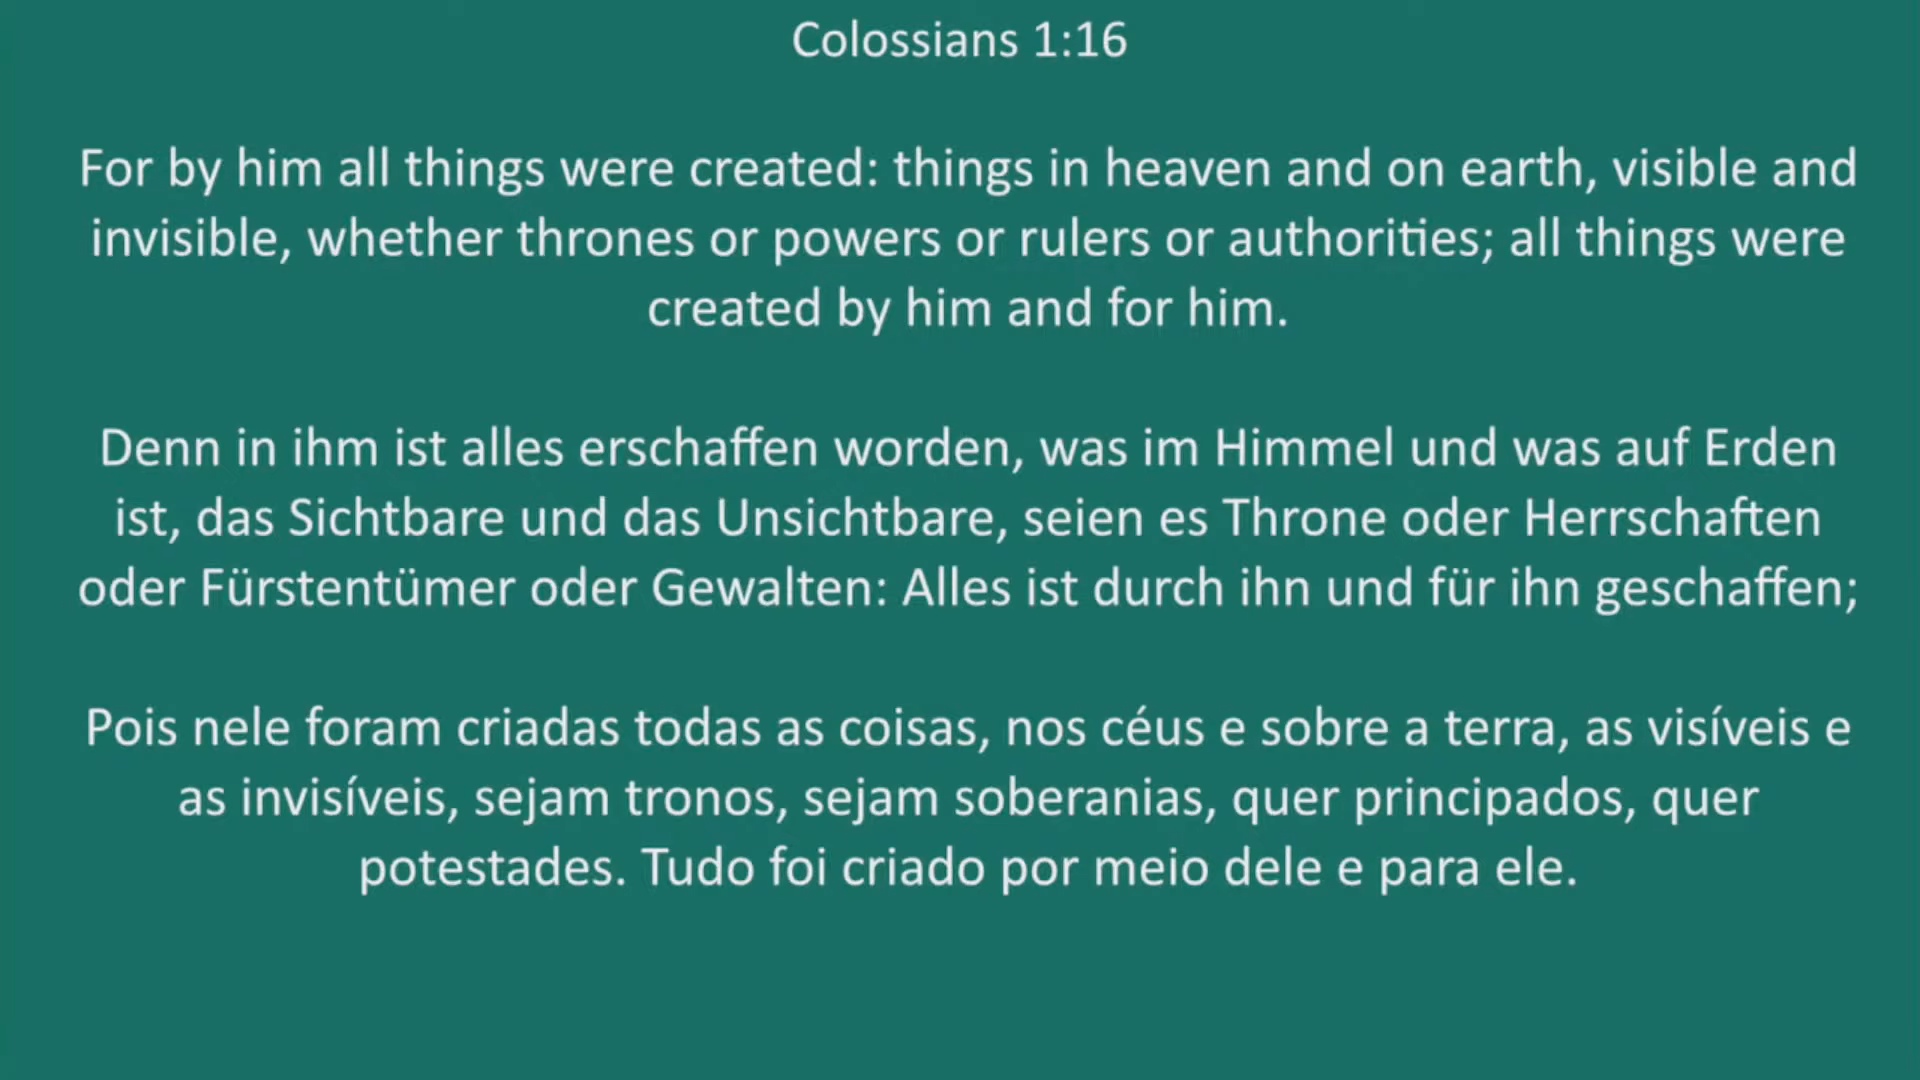 Colossians 1:16
For by him all things were created: things in heaven and on earth, visible and
invisible, whether thrones or powers or rulers or authorities; all things were
created by him and for him.
Denn in ihm ist alles erschaffen worden, was im Himmel und was auf Erden
ist, das Sichtbare und das Unsichtbare, seien es Throne oder Herrschaften
oder Fürstentümer oder Gewalten: Alles ist durch ihn und für ihn geschaffen;
Pois nele foram criadas todas as coisas, nos céus e sobre a terra, as visíveis e
as invisíveis, sejam tronos, sejam soberanias, quer principados, quer
potestades. Tudo foi criado por meio dele e para ele.